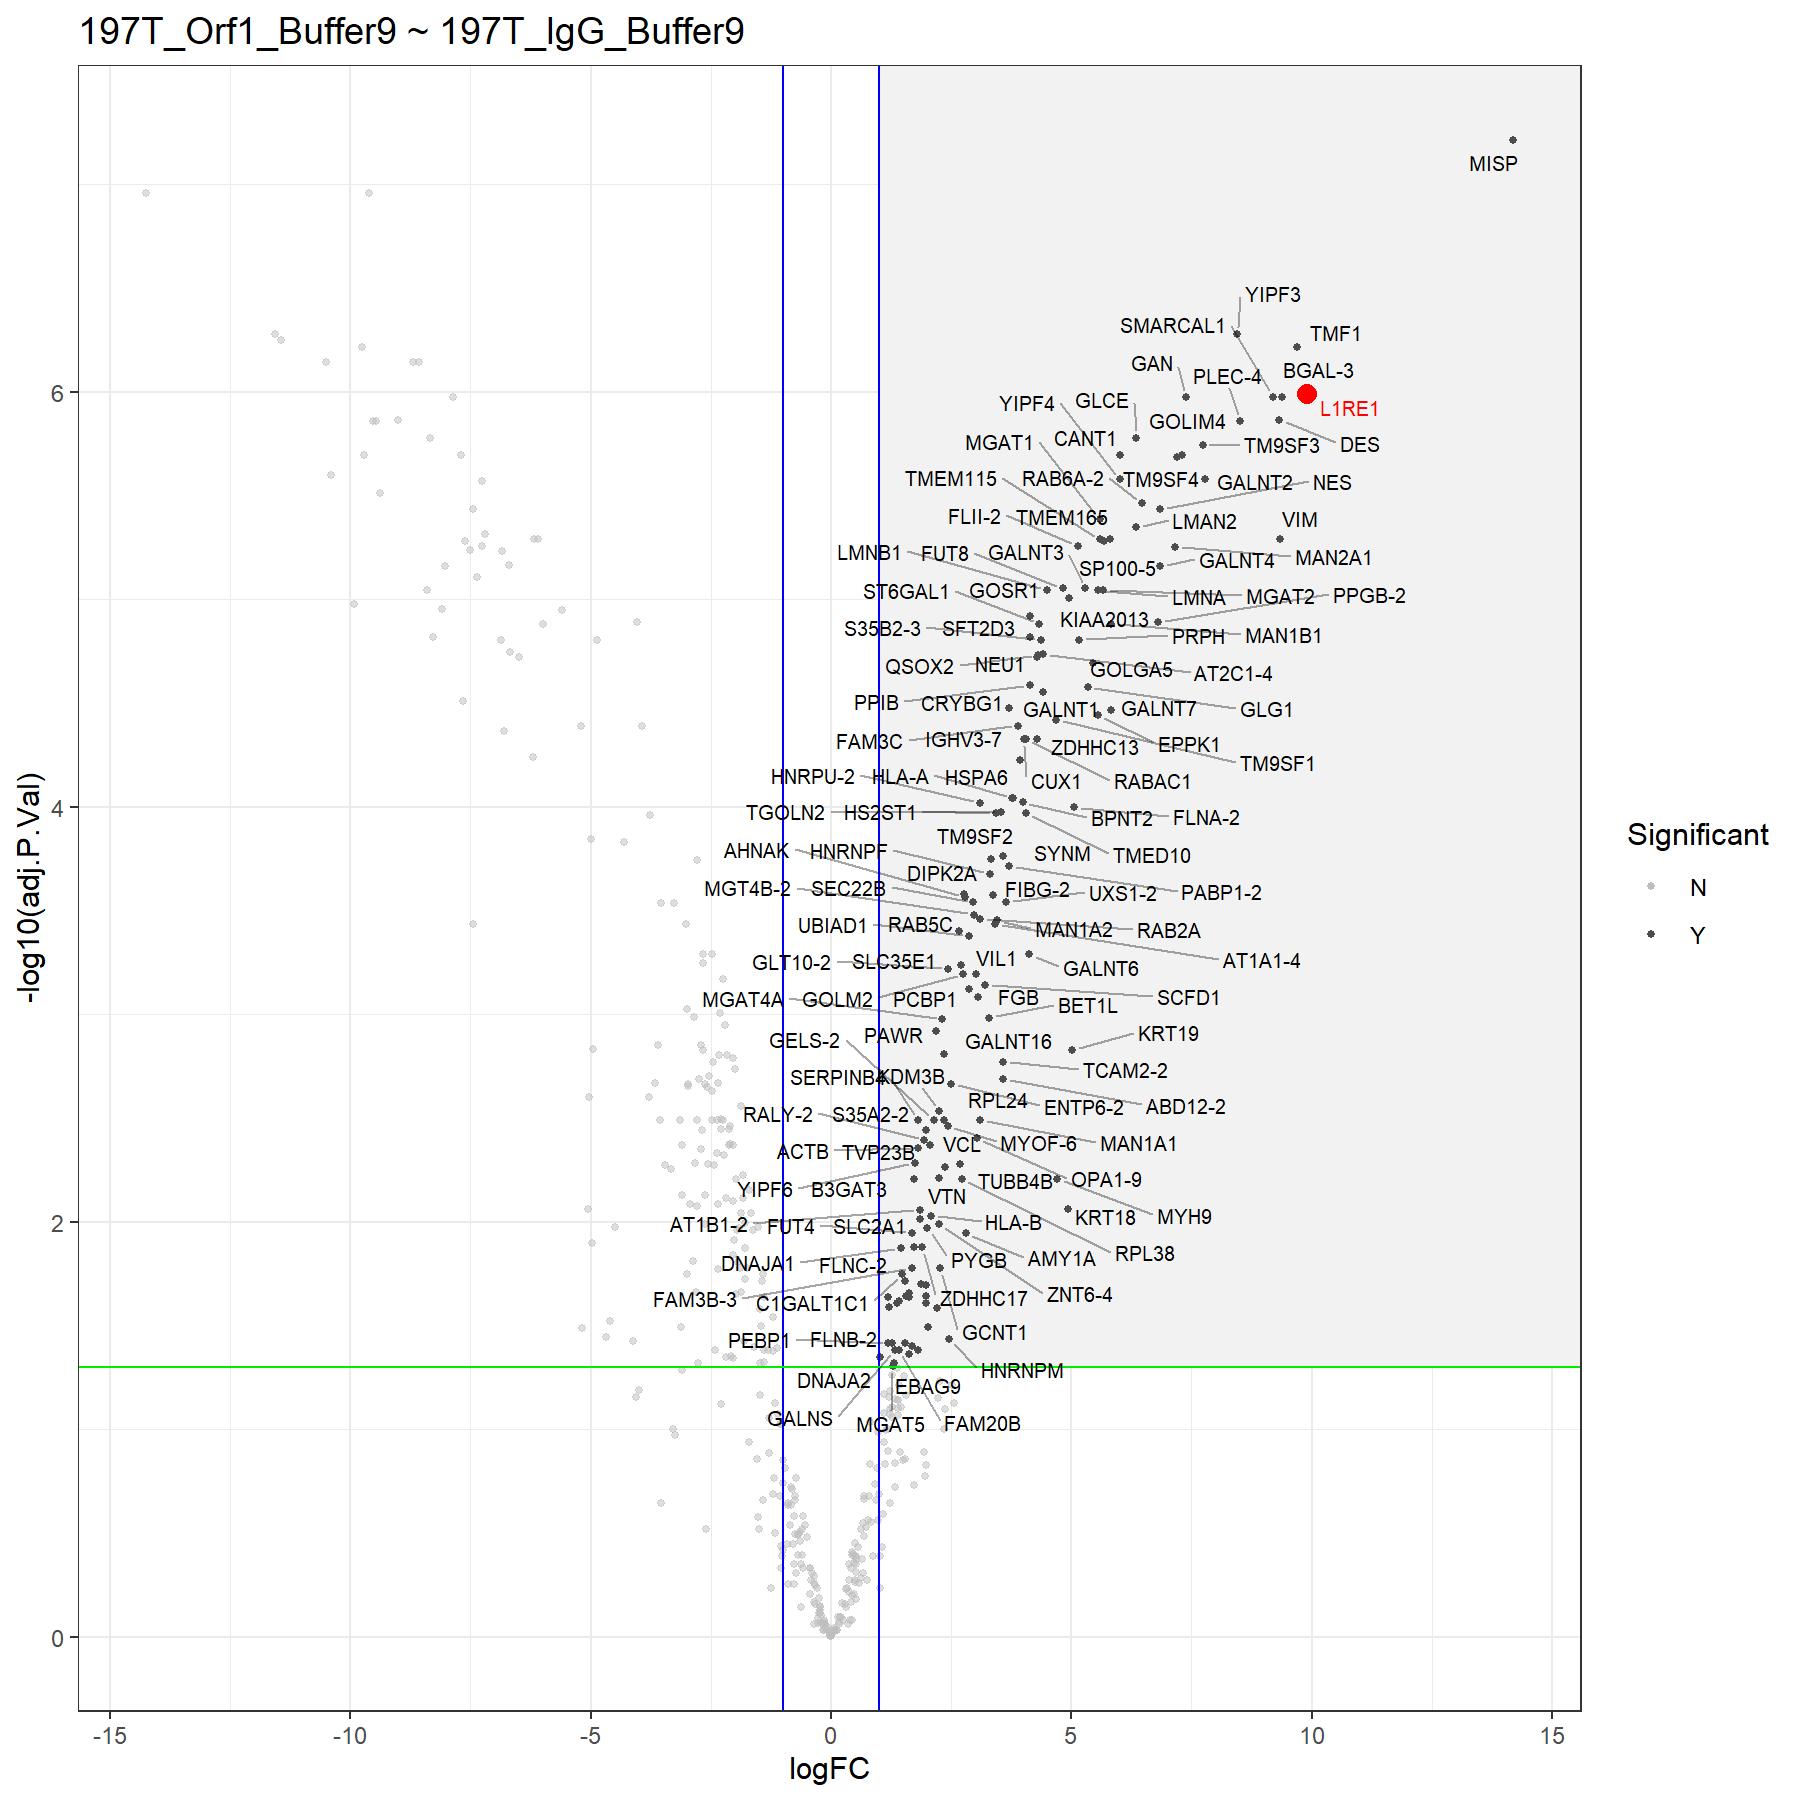 197T_Orf1_Buffer9 ~ 197T_IgG_Buffer9
MISP
YIPF3
SMARCAL1
TMF1
GAN
BGAL-3
PLEC-4
YIPF4
GLCE
L1RE1
GOLIM4
MGAT1
CANT1
TM9SF3
DES
TMEM115
RAB6A-2
TM9SF4
GALNT2
NES
FLII-2
TMEM165
LMAN2
VIM
LMNB1
FUT8
GALNT3
MAN2A1
SP100-5
GALNT4
ST6GAL1
GOSR1
LMNA
MGAT2
PPGB-2
KIAA2013
S35B2-3
SFT2D3
PRPH
MAN1B1
QSOX2
NEU1
GOLGA5
AT2C1-4
PPIB
CRYBG1
GALNT1
GALNT7
GLG1
FAM3C
IGHV3-7
ZDHHC13
EPPK1
TM9SF1
HNRPU-2
HLA-A
HSPA6
CUX1
RABAC1
TGOLN2
HS2ST1
BPNT2
FLNA-2
TM9SF2
AHNAK
HNRNPF
SYNM
TMED10
DIPK2A
MGT4B-2
SEC22B
FIBG-2
UXS1-2
PABP1-2
UBIAD1
RAB5C
MAN1A2
RAB2A
GLT10-2
SLC35E1
VIL1
GALNT6
AT1A1-4
MGAT4A
GOLM2
PCBP1
FGB
BET1L
SCFD1
GELS-2
PAWR
GALNT16
KRT19
SERPINB4
KDM3B
TCAM2-2
RALY-2
S35A2-2
RPL24
ENTP6-2
ABD12-2
ACTB
TVP23B
VCL
MYOF-6
MAN1A1
YIPF6
B3GAT3
TUBB4B
OPA1-9
VTN
AT1B1-2
FUT4
SLC2A1
HLA-B
KRT18
MYH9
DNAJA1
FLNC-2
PYGB
AMY1A
RPL38
FAM3B-3
C1GALT1C1
ZDHHC17
ZNT6-4
PEBP1
FLNB-2
GCNT1
HNRNPM
DNAJA2
EBAG9
GALNS
MGAT5
FAM20B
6
4
2
0
-15
-10
-5
0
5
10
15
logFC
-log10(adj.P.Val)
Significant
N
Y